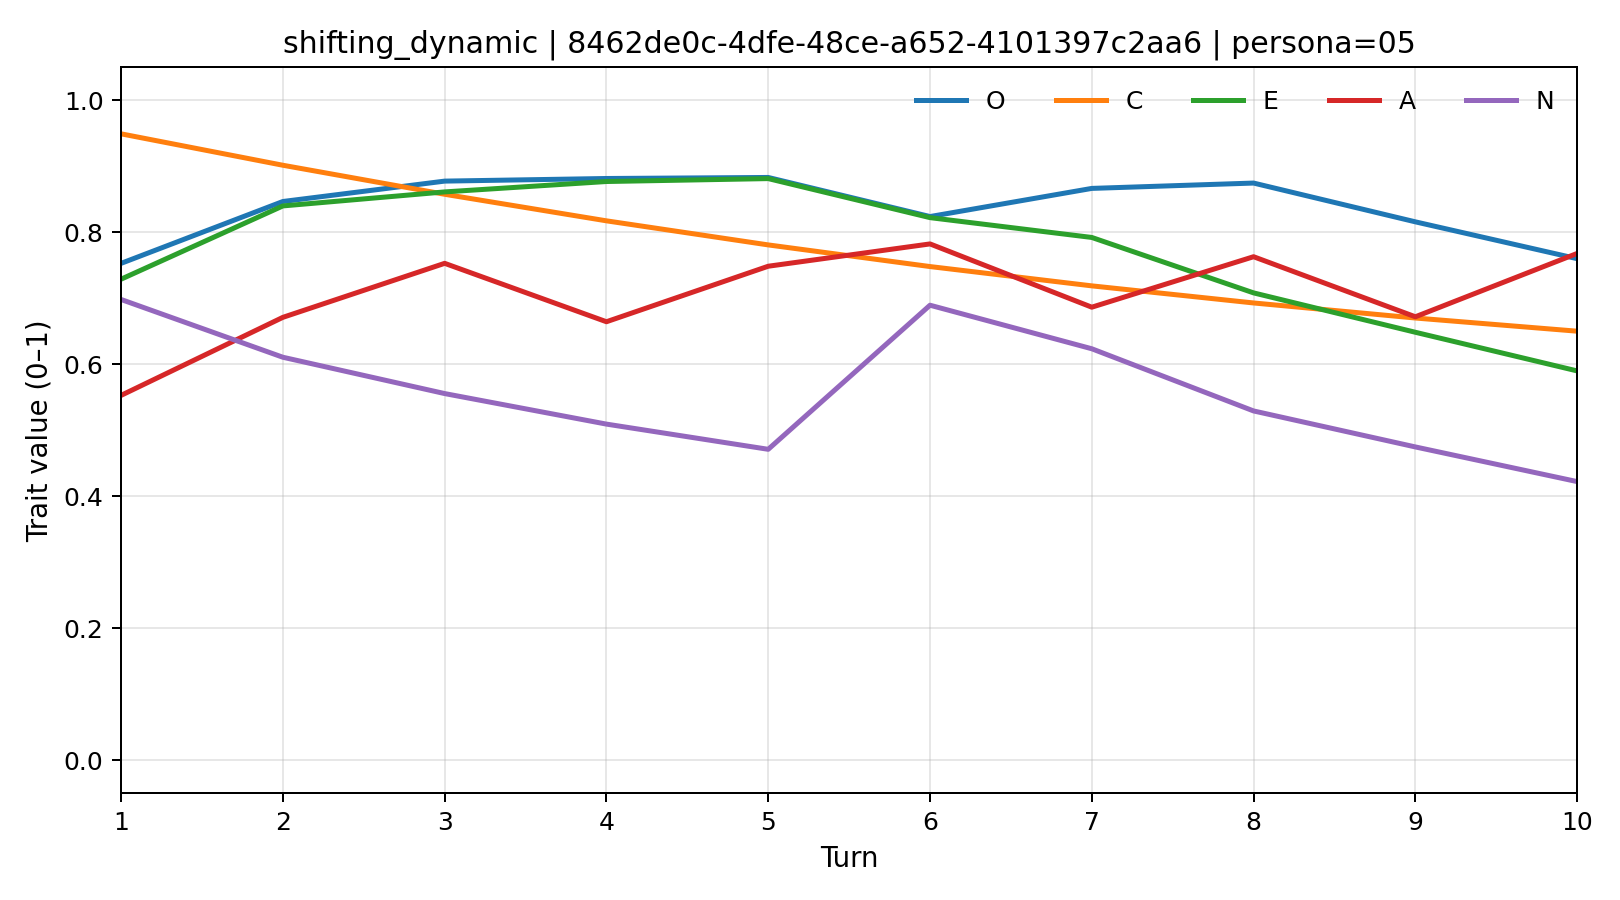 shifting_dynamic | 8462de0c-4dfe-48ce-a652-4101397c2aa6 | persona=05
O C E A N
Trait value (0–1)
1.0
0.8
0.6
0.4
0.2
0.0
1 2 3 4 5 6 7 8 9 10
Turn